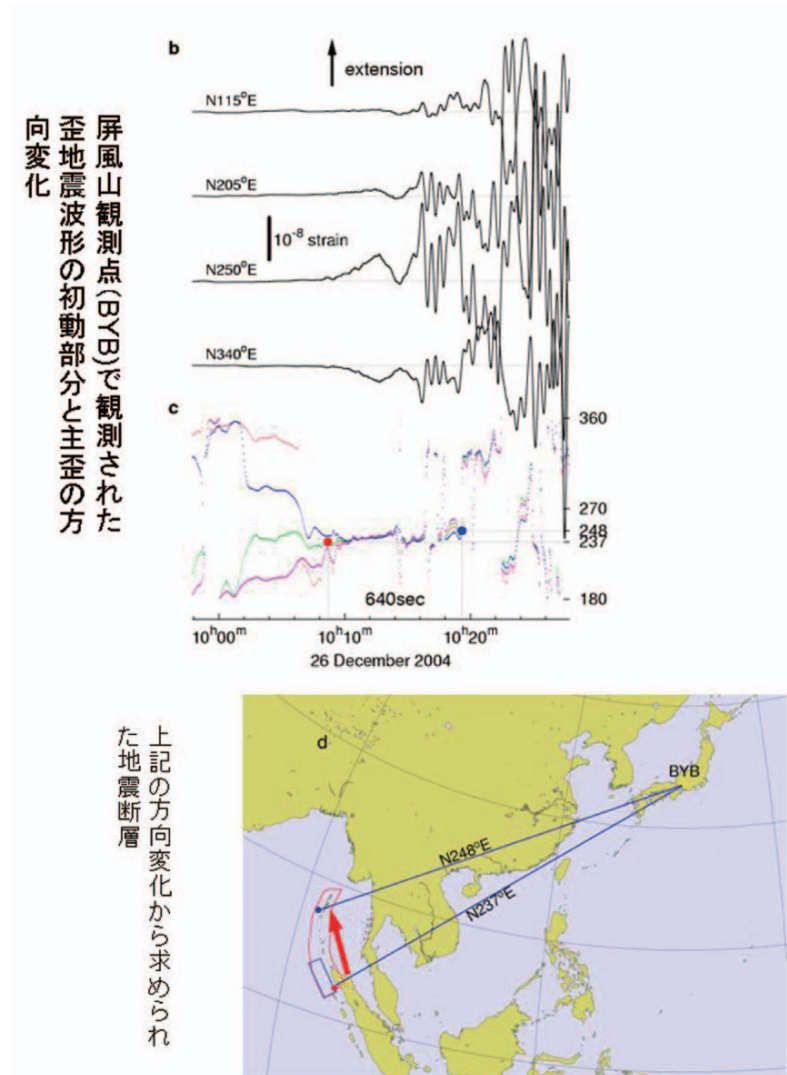 屏風山観測点(BYB)で観測された
歪地震波形の初動部分と主歪の方
向変化
b
extension
N115°E
N205°E
10⁻⁸ strain
N250°E
N340°E
c
360
270
248
237
180
640sec
10ʰ00ᵐ 10ʰ10ᵐ 10ʰ20ᵐ
26 December 2004
上記の方向変化から求められ
た地震断層
d
BYB
N248°E
N237°E